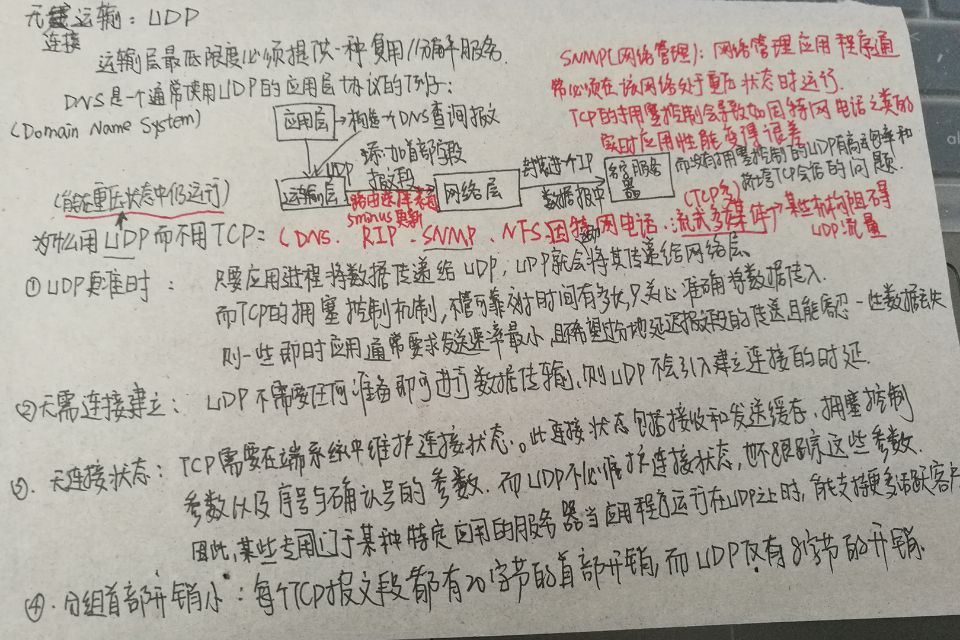 无连接运输：UDP
运输层最低限度必须提供一种复用/分解服务.
DNS是一个通常使用UDP的应用层协议的例子：
(Domain Name System)
应用层 → 构造一个DNS查询报文
添加首部字段
UDP
报文段
运输层
网络层
封装进一个IP
数据报中
名字服务器
SNMP(网络管理)：网络管理应用程序通
常必须在该网络处于重压状态时运行.
TCP的拥塞控制会导致如因特网电话之类的
实时应用性能变得很差
而没有拥塞控制的UDP有高丢包率和
挤垮TCP会话的问题.
(能在重压状态中仍运行)
路由选择表
5minus更新
(TCP多)
为什么用UDP而不用TCP：(DNS、RIP、SNMP、NFS、因特网电话、流式多媒体) → 某些机构阻碍
UDP流量
①UDP更准时：只要应用进程将数据传递给UDP，UDP就会将其传递给网络层.
而TCP的拥塞控制机制，不管可靠交付时间有多长，只关心准确将数据传入.
则一些即时应用通常要求发送速率最小且不希望过分地延迟报文段的传送且能容忍一些数据丢失
②无需连接建立：UDP不需要任何准备即可进行数据传输，则UDP不会引入建立连接的时延.
③.无连接状态：TCP需要在端系统中维护连接状态。此连接状态包括接收和发送缓存、拥塞控制
参数以及序号与确认号的参数.而UDP不必维护连接状态，也不跟踪这些参数.
因此，某些专用门于某种特定应用的服务器当应用程序运行在UDP之上时，能支持更多活跃客户
④.分组首部开销小：每个TCP报文段都有20字节的首部开销，而UDP仅有8字节的开销.